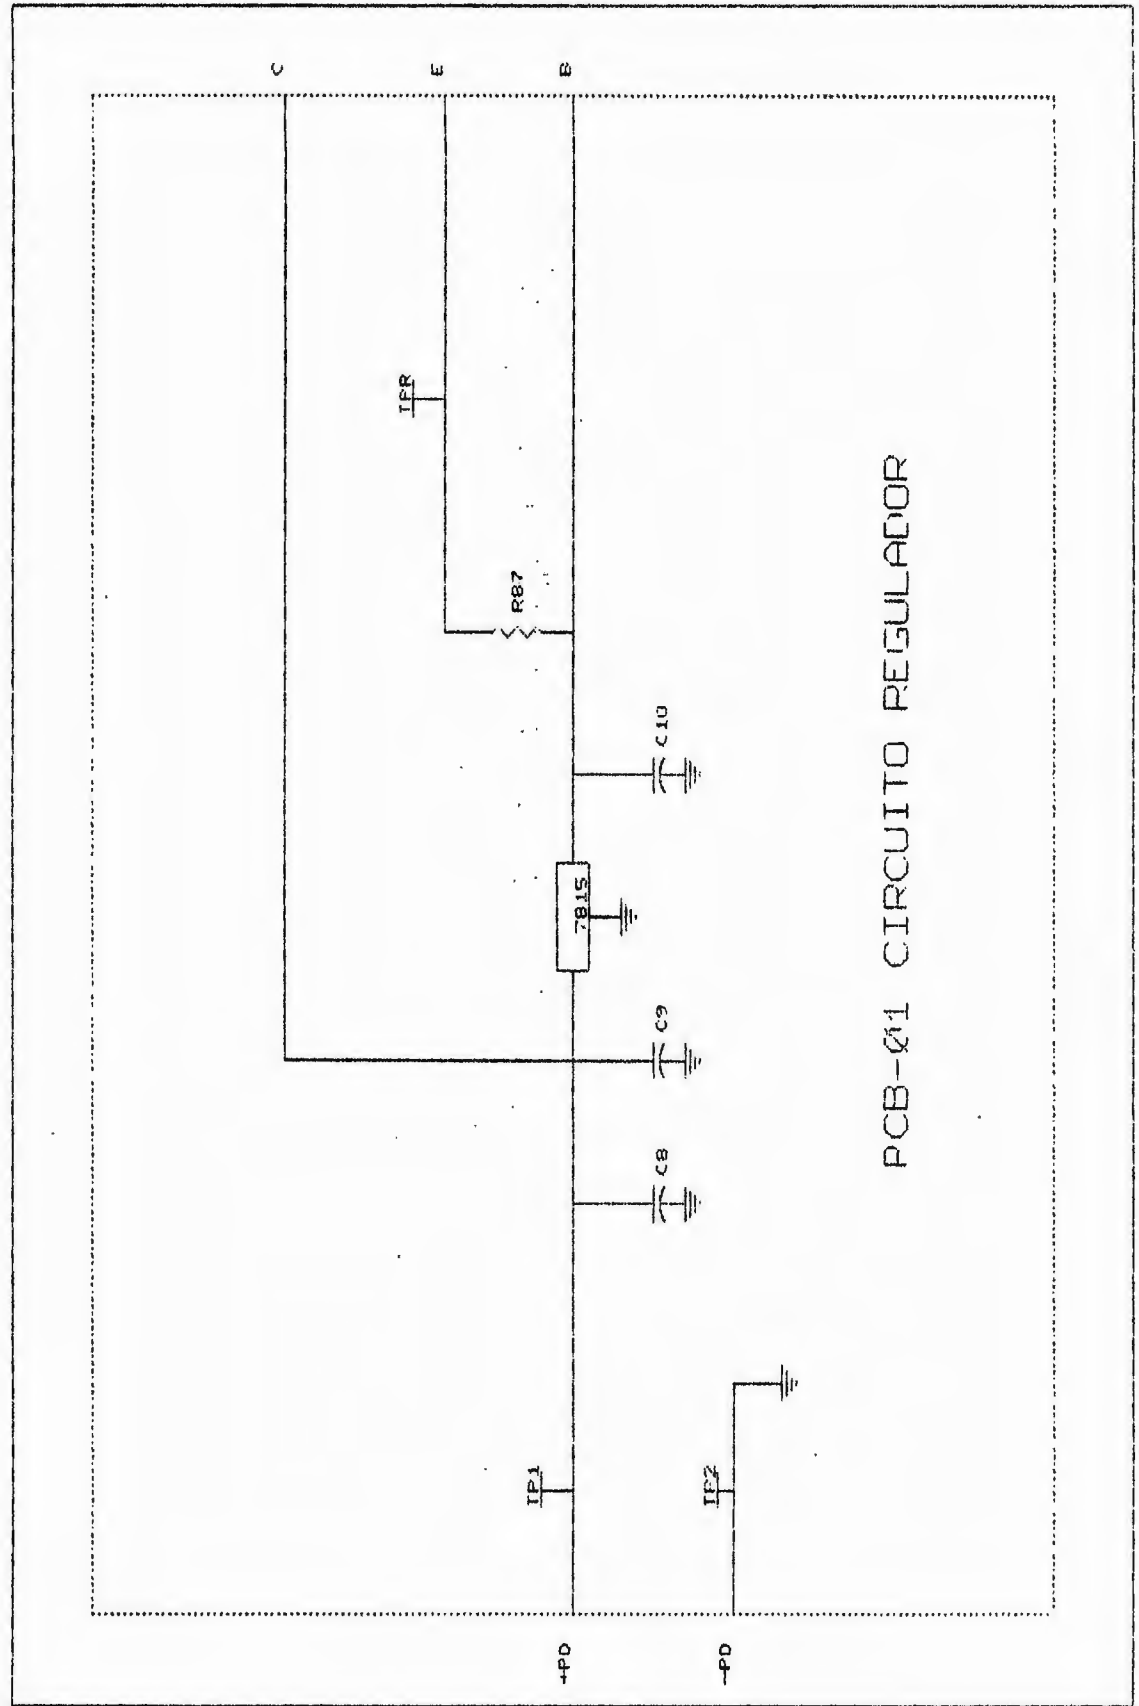 C
E
B
TPR
R87
C10
7815
C9
C8
TP1
TP2
+PD
-PD
PCB-01 CIRCUITO REGULADOR